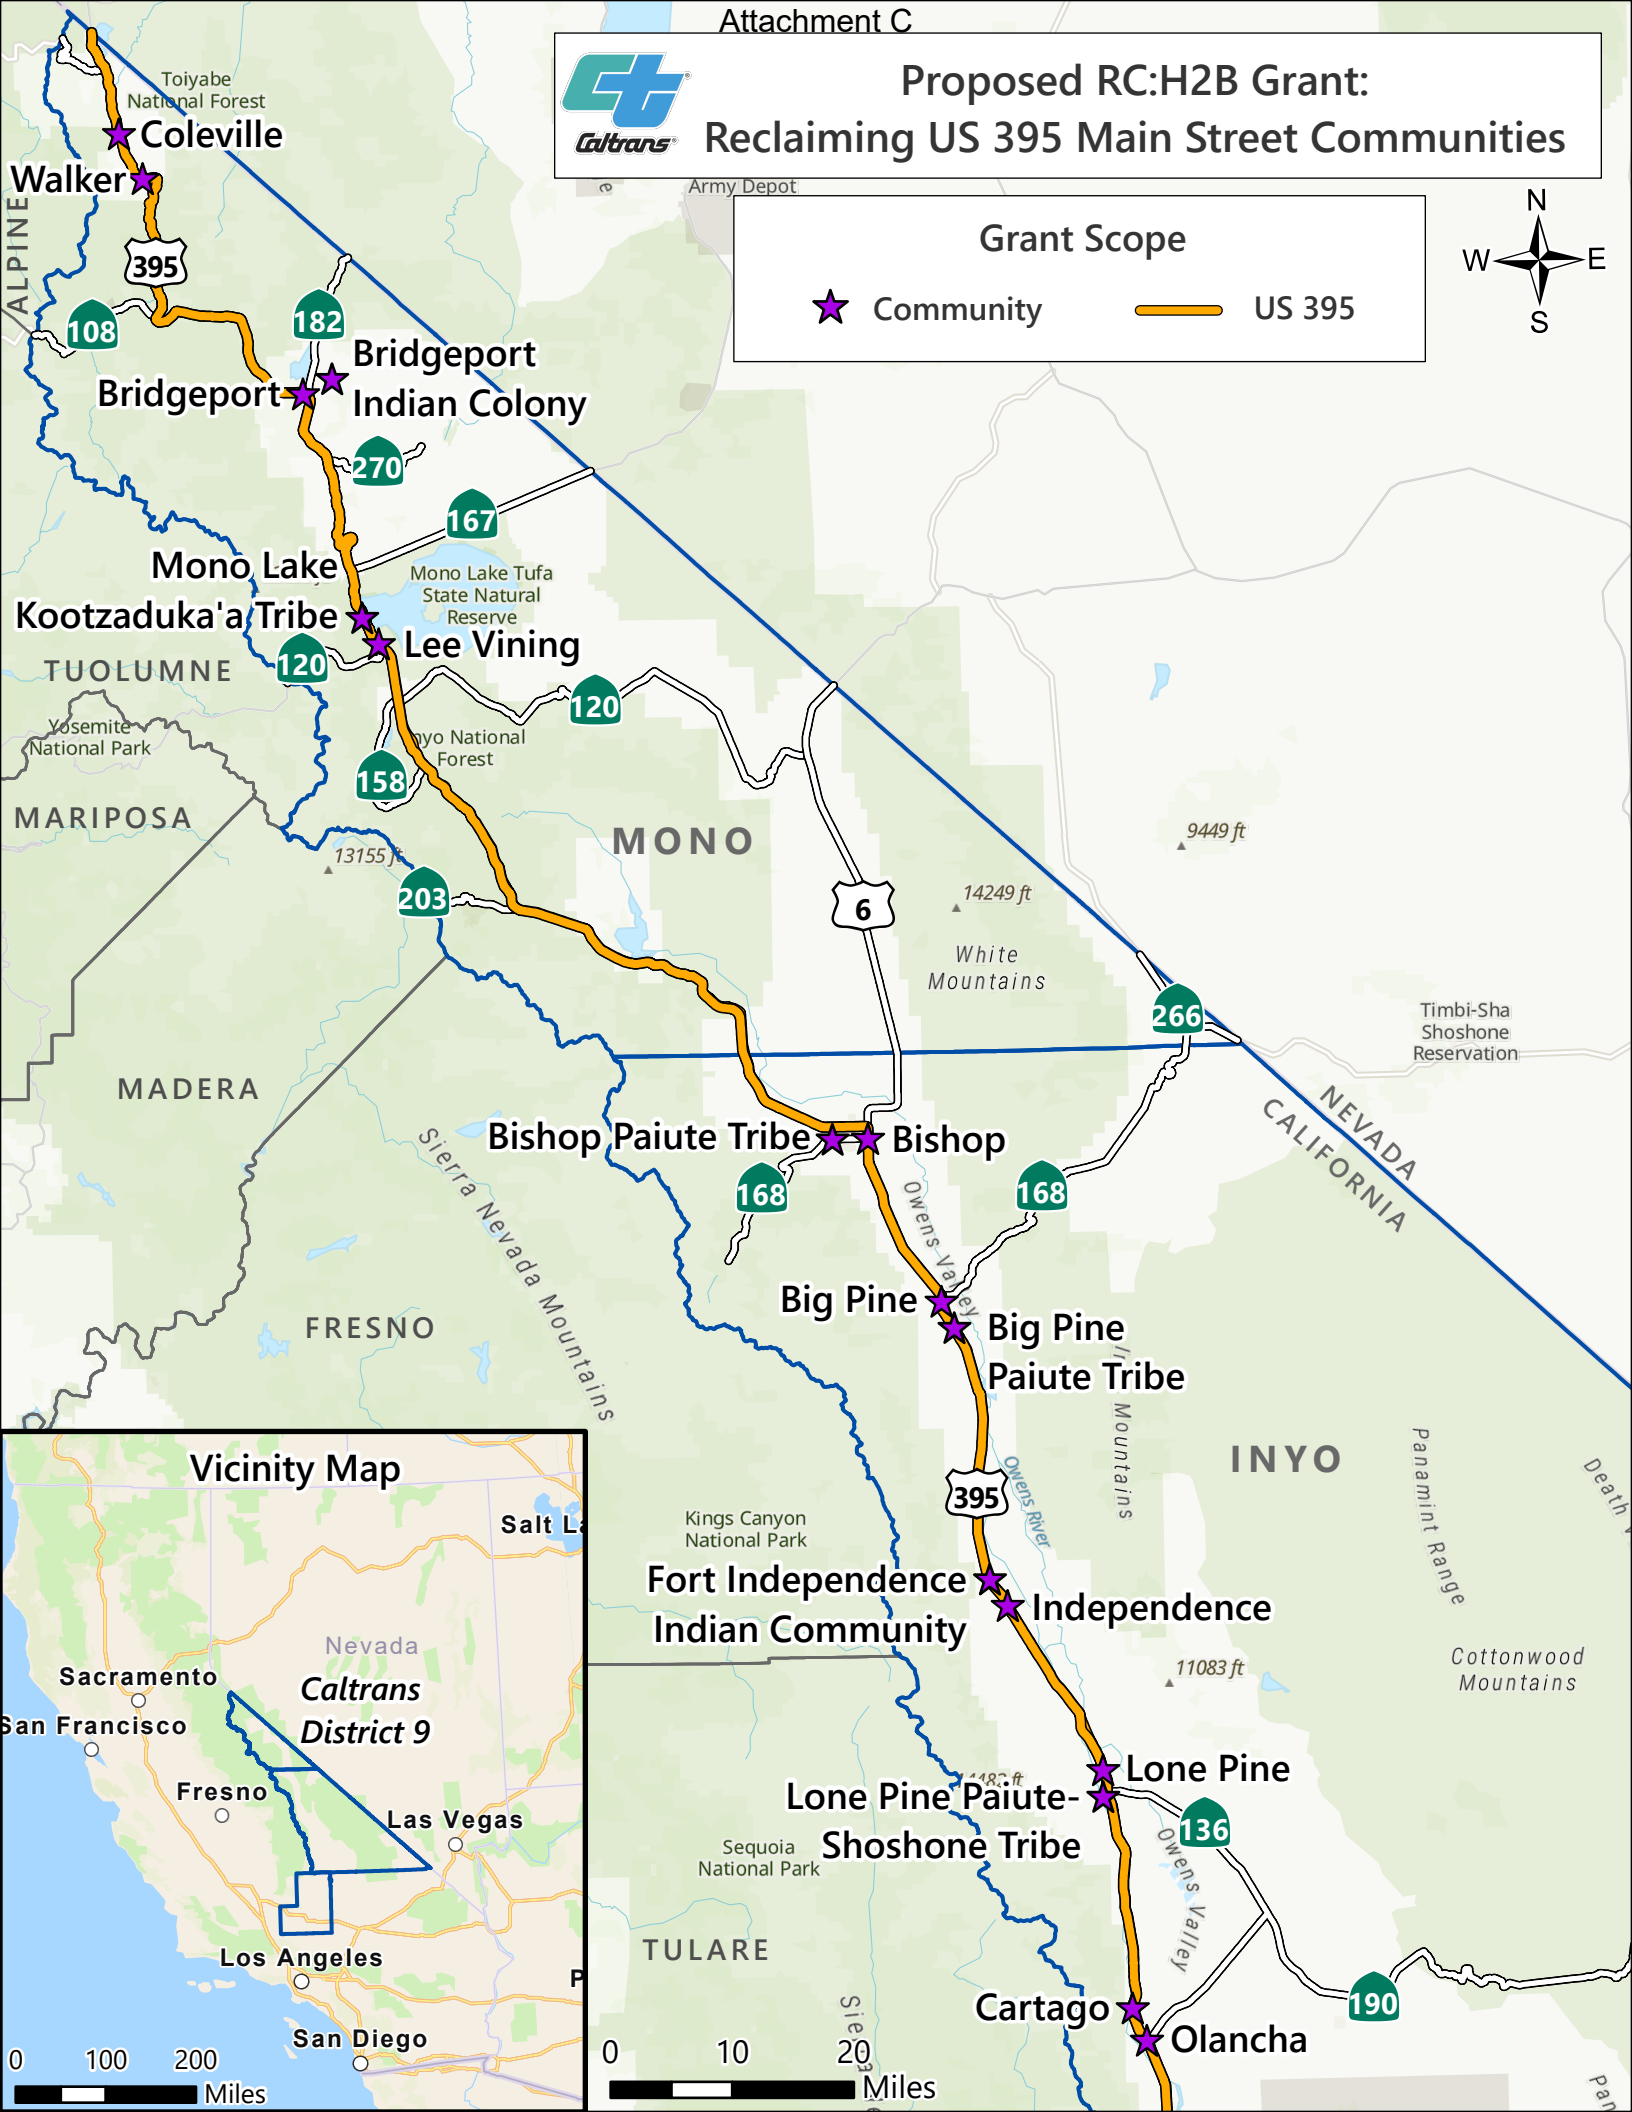 Attachment C
Caltrans
Proposed RC:H2B Grant:
Reclaiming US 395 Main Street Communities
Army Depot
Grant Scope
Community
US 395
N
W
E
S
Toiyabe
National Forest
Coleville
Walker
ALPINE
395
108
182
Bridgeport
Indian Colony
Bridgeport
270
167
Mono Lake
Kootzaduka'a Tribe
Mono Lake Tufa
State Natural
Reserve
Lee Vining
120
TUOLUMNE
120
Yosemite
National Park
nyo National
Forest
158
MARIPOSA
MONO
9449 ft
13155 ft
203
14249 ft
6
White
Mountains
266
Timbi-Sha
Shoshone
Reservation
MADERA
NEVADA
CALIFORNIA
Bishop Paiute Tribe
Bishop
168
168
Sierra Nevada Mountains
Owens Valley
Big Pine
Big Pine
Paiute Tribe
FRESNO
Mountains
INYO
Panamint Range
Death
395
Owens River
Kings Canyon
National Park
Fort Independence
Indian Community
Independence
Cottonwood
Mountains
11083 ft
Lone Pine
14482 ft
Lone Pine Paiute-
Shoshone Tribe
136
Sequoia
National Park
Owens Valley
TULARE
190
Cartago
Olancha
0 10 20
Miles
Pan
Vicinity Map
Salt La
Nevada
Sacramento
Caltrans
District 9
San Francisco
Fresno
Las Vegas
Los Angeles
P
San Diego
0 100 200
Miles